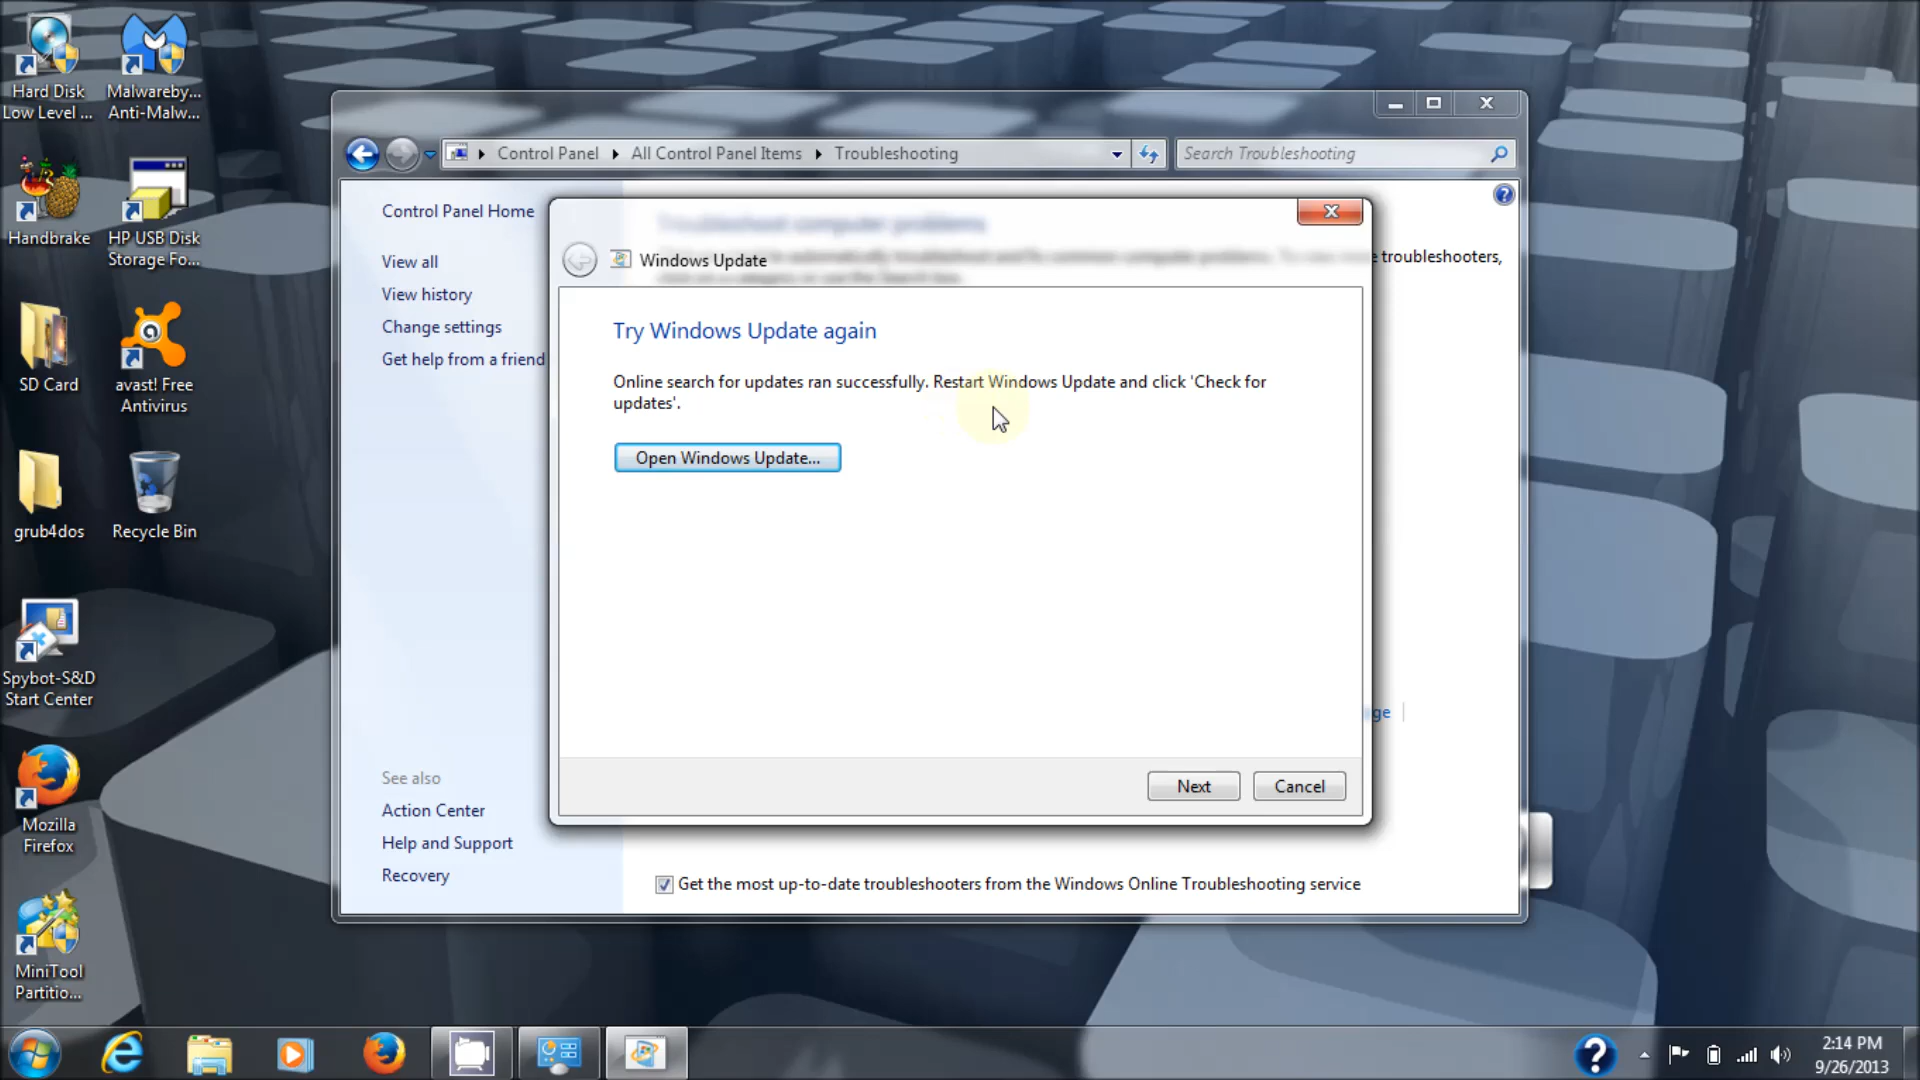 Hard Disk
Low Level ...
Malwareby...
Anti-Malw...
Handbrake
HP USB Disk
Storage Fo...
SD Card
avast! Free
Antivirus
grub4dos
Recycle Bin
Spybot-S&D
Start Center
Mozilla
Firefox
MiniTool
Partitio...
Control Panel
All Control Panel Items
Troubleshooting
Search Troubleshooting
Control Panel Home
View all
View history
Change settings
Get help from a friend
See also
Action Center
Help and Support
Recovery
Troubleshoot computer problems
troubleshooters,
Windows Update
Try Windows Update again
Online search for updates ran successfully. Restart Windows Update and click 'Check for
updates'.
Open Windows Update...
Next
Cancel
Get the most up-to-date troubleshooters from the Windows Online Troubleshooting service
2:14 PM
9/26/2013